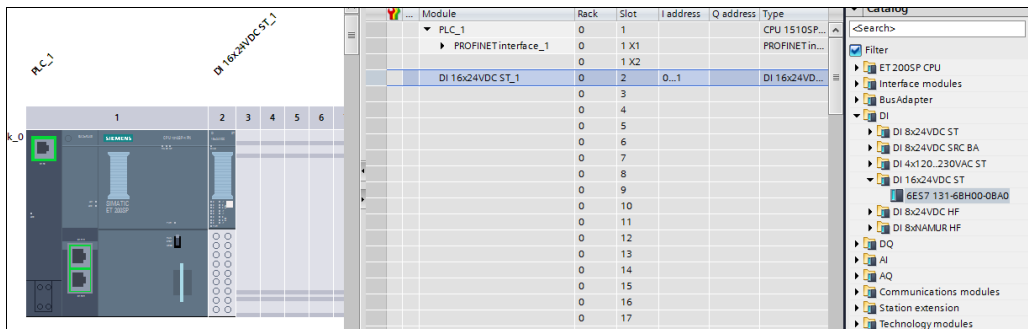 PLC_1
DI 16x24VDC ST_1
1 2 3 4 5 6
k_0
SIEMENS
SIMATIC
ET 200SP
... Module Rack Slot I address Q address Type
PLC_1 0 1 CPU 1510SP...
PROFINET interface_1 0 1 X1 PROFINET in...
0 1 X2
DI 16x24VDC ST_1 0 2 0...1 DI 16x24VD...
0 3
0 4
0 5
0 6
0 7
0 8
0 9
0 10
0 11
0 12
0 13
0 14
0 15
0 16
0 17
Catalog
<Search>
Filter
ET 200SP CPU
Interface modules
BusAdapter
DI
DI 8x24VDC ST
DI 8x24VDC SRC BA
DI 4x120..230VAC ST
DI 16x24VDC ST
6ES7 131-6BH00-0BA0
DI 8x24VDC HF
DI 8xNAMUR HF
DQ
AI
AQ
Communications modules
Station extension
Technology modules